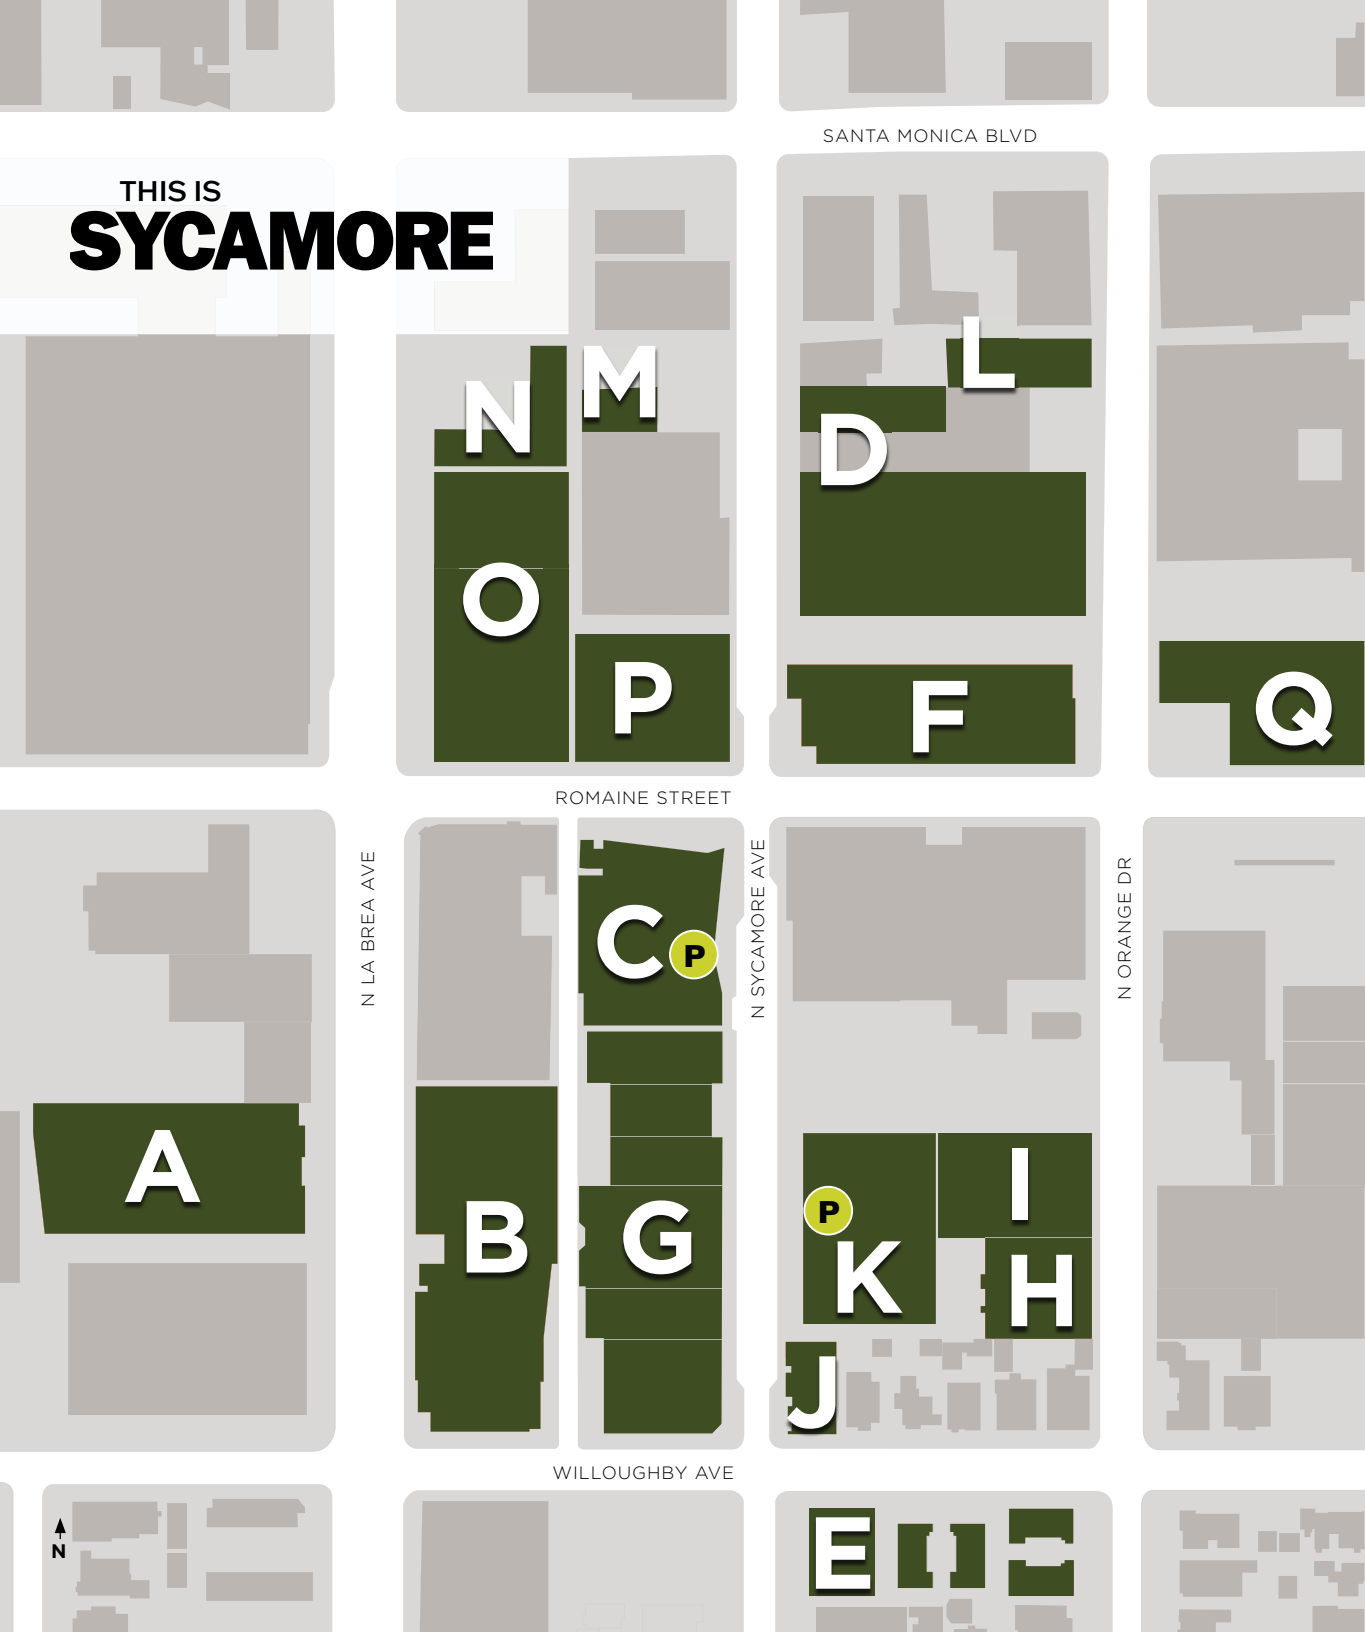 SANTA MONICA BLVD
THIS IS
SYCAMORE
L
M
N
D
O
P
F
Q
ROMAINE STREET
N LA BREA AVE
N SYCAMORE AVE
N ORANGE DR
C
P
A
B
G
P
K
I
H
J
WILLOUGHBY AVE
N
E